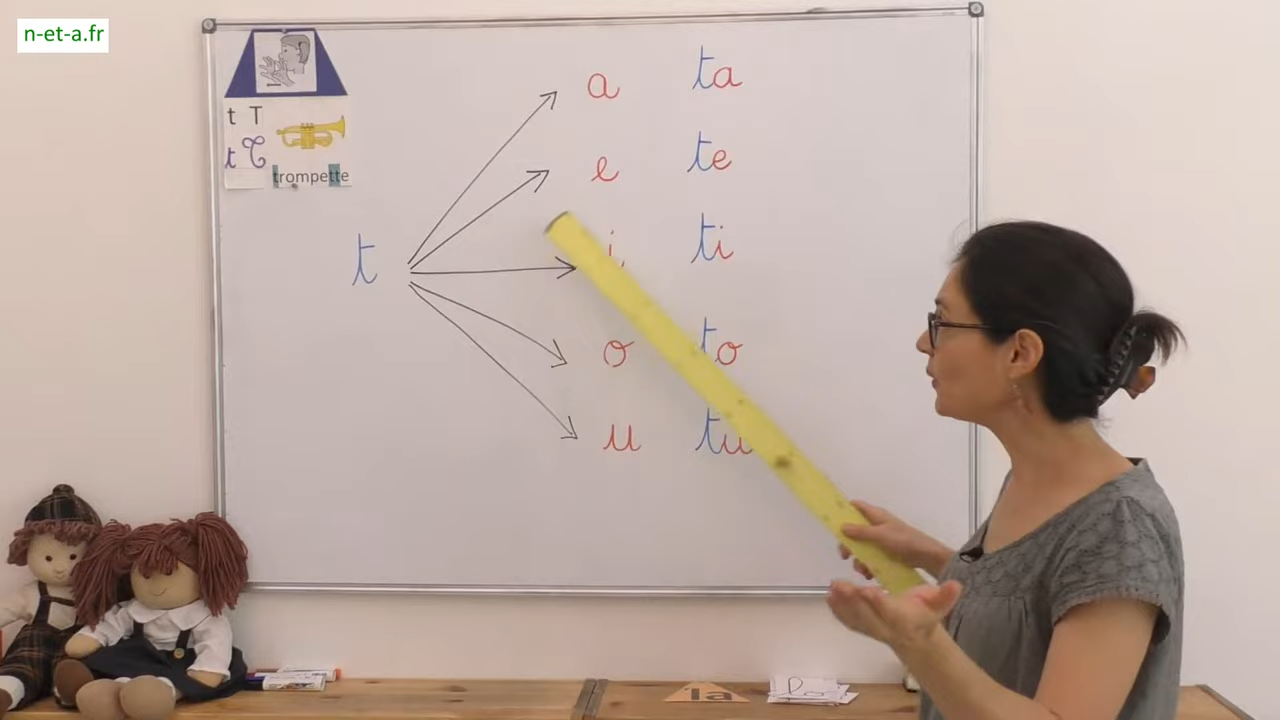 n-et-a.fr
t T
t T
trompette
t
a ta
e te
i ti
o to
u tu
la